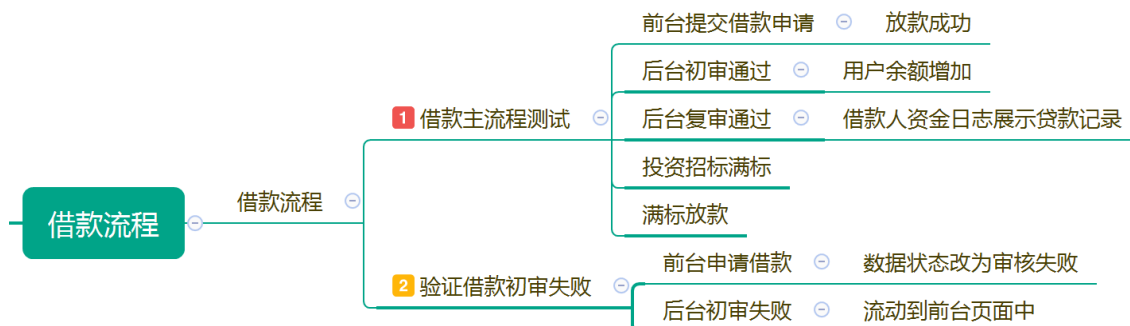 借款流程
借款流程
1 借款主流程测试
前台提交借款申请 放款成功
后台初审通过 用户余额增加
后台复审通过 借款人资金日志展示贷款记录
投资招标满标
满标放款
2 验证借款初审失败
前台申请借款 数据状态改为审核失败
后台初审失败 流动到前台页面中